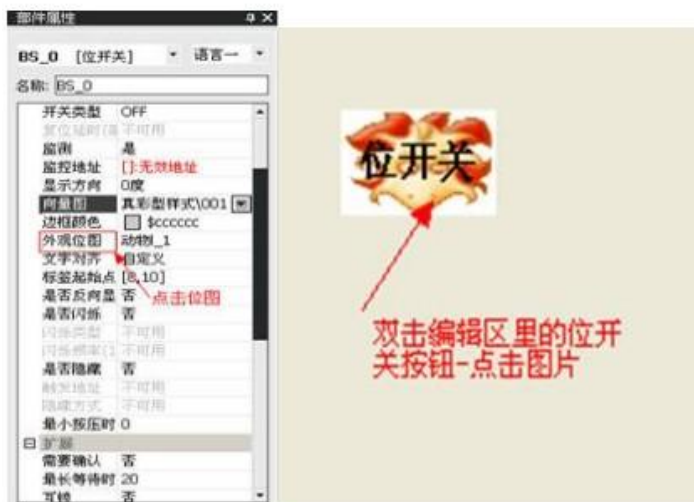 部件属性
BS_0 [位开关] 语言一
名称: BS_0
开关类型 OFF
复位延时(毫 不可用
监测 是
监控地址 []:无效地址
显示方向 0度
向量图 真彩型样式\001
边框颜色 $cccccc
外观位图 动物_1
文字对齐 自定义
标签起始点 [8,10]
是否反向显 否
点击位图
是否闪烁 否
闪烁类型 不可用
闪烁频率(1 不可用
是否隐藏 否
触发地址 不可用
隐藏方式 不可用
最小按压时 0
扩展
需要确认 否
最长等待时 20
互锁 否
位开关
双击编辑区里的位开
关按钮-点击图片